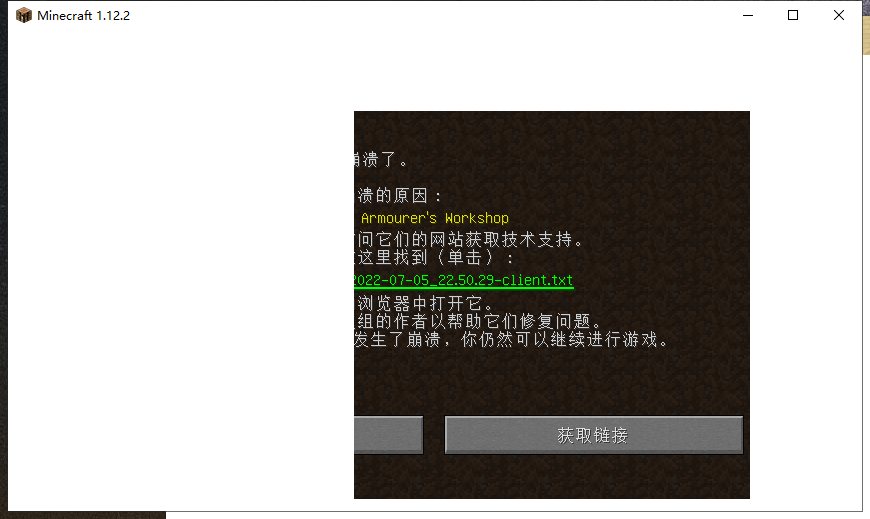 Minecraft 1.12.2
崩溃了。
溃的原因：
Armourer's Workshop
问它们的网站获取技术支持。
这里找到（单击）：
2022-07-05_22.50.29-client.txt
浏览器中打开它。
组的作者以帮助它们修复问题。
发生了崩溃，你仍然可以继续进行游戏。
获取链接